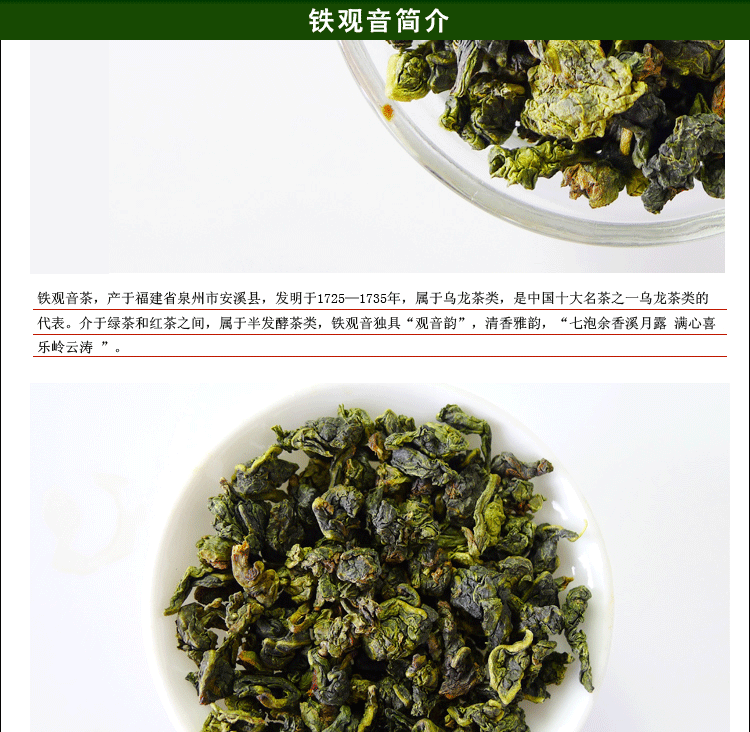 铁观音简介
铁观音茶，产于福建省泉州市安溪县，发明于1725—1735年，属于乌龙茶类，是中国十大名茶之一乌龙茶类的
代表。介于绿茶和红茶之间，属于半发酵茶类，铁观音独具“观音韵”，清香雅韵，“七泡余香溪月露 满心喜
乐岭云涛 ”。